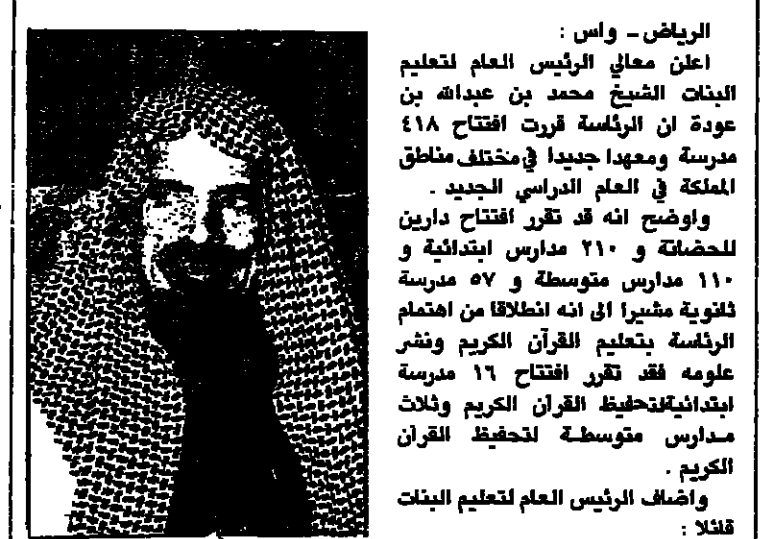 الرياض - واس :
اعلن معالي الرئيس العام لتعليم
البنات الشيخ محمد بن عبدالله بن
عودة ان الرئاسة قررت افتتاح ٤١٨
مدرسة ومعهدا جديدا في مختلف مناطق
المملكة في العام الدراسي الجديد .
واوضح انه قد تقرر افتتاح دارين
للحضانة و ٢١٠ مدارس ابتدائية و
١١٠ مدارس متوسطة و ٥٧ مدرسة
ثانوية مشيرا الى انه انطلاقا من اهتمام
الرئاسة بتعليم القرآن الكريم ونشر
علومه فقد تقرر افتتاح ١٦ مدرسة
ابتدائيةلتحفيظ القرآن الكريم وثلاث
مدارس متوسطة لتحفيظ القرآن
الكريم .
واضاف الرئيس العام لتعليم البنات
قائلا :